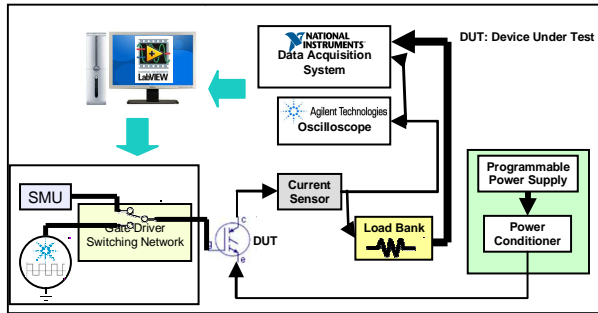 NATIONAL
INSTRUMENTS™
Data Acquisition
System
DUT: Device Under Test
LabVIEW
Agilent Technologies
Oscilloscope
SMU
Gate Driver
Switching Network
Current
Sensor
c
g
e
DUT
Load Bank
Programmable
Power Supply
Power
Conditioner